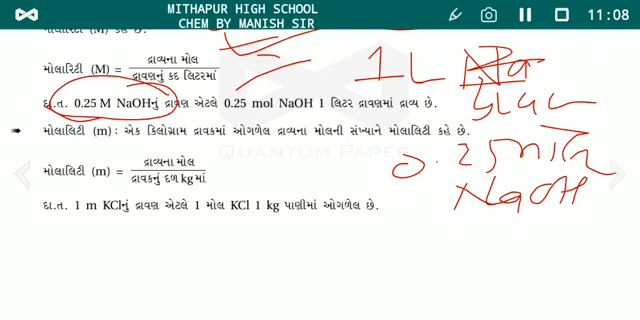 MITHAPUR HIGH SCHOOL
CHEM BY MANISH SIR
11:08
મોલારિટી (M) કહે છે.
મોલારિટી (M) = દ્રાવ્યના મોલ / દ્રાવણનું કદ લિટરમાં
દા.ત. 0.25 M NaOHનું દ્રાવણ એટલે 0.25 mol NaOH 1 લિટર દ્રાવણમાં દ્રાવ્ય છે.
મોલાલિટી (m) : એક કિલોગ્રામ દ્રાવકમાં ઓગળેલ દ્રાવ્યના મોલની સંખ્યાને મોલાલિટી કહે છે.
QUANTUM PAPER
મોલાલિટી (m) = દ્રાવ્યના મોલ / દ્રાવકનું દળ kgમાં
દા.ત. 1 m KClનું દ્રાવણ એટલે 1 મોલ KCl 1 kg પાણીમાં ઓગળેલ છે.
1 L
0.25 મોલ
NaOH